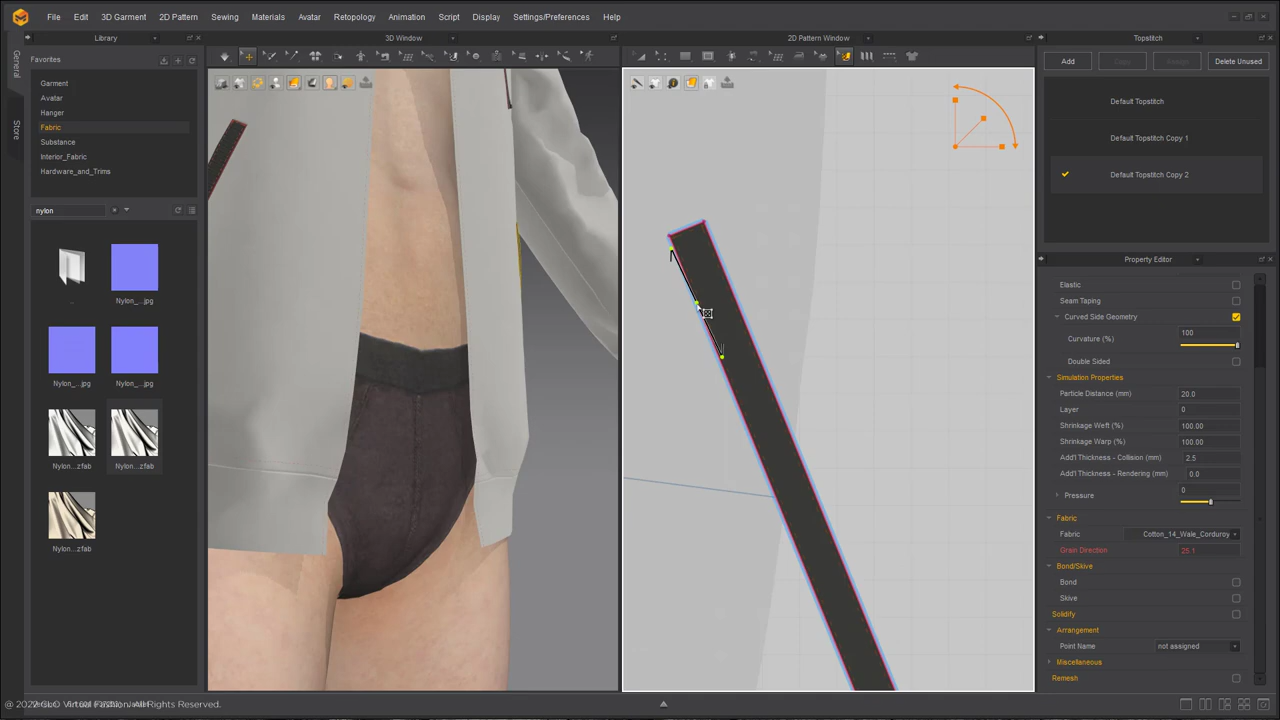 File Edit 3D Garment 2D Pattern Sewing Materials Avatar Retopology Animation Script Display Settings/Preferences Help
Library
3D Window
2D Pattern Window
Topstitch
General
Store
Favorites
Garment
Avatar
Hanger
Fabric
Substance
Interior_Fabric
Hardware_and_Trims
nylon
..
Nylon_...jpg
Nylon_...jpg
Nylon_...jpg
Nylon...zfab
Nylon...zfab
Nylon...zfab
Add
Copy
Assign
Delete Unused
Default Topstitch
Default Topstitch Copy 1
Default Topstitch Copy 2
Property Editor
Elastic
Seam Taping
Curved Side Geometry
Curvature (%) 100
Double Sided
Simulation Properties
Particle Distance (mm) 20.0
Layer 0
Shrinkage Weft (%) 100.00
Shrinkage Warp (%) 100.00
Add'l Thickness - Collision (mm) 2.5
Add'l Thickness - Rendering (mm) 0.0
Pressure 0
Fabric
Fabric Cotton_14_Wale_Corduroy
Grain Direction 25.1
Bond/Skive
Bond
Skive
Solidify
Arrangement
Point Name not assigned
Miscellaneous
Remesh
All Rights Reserved.